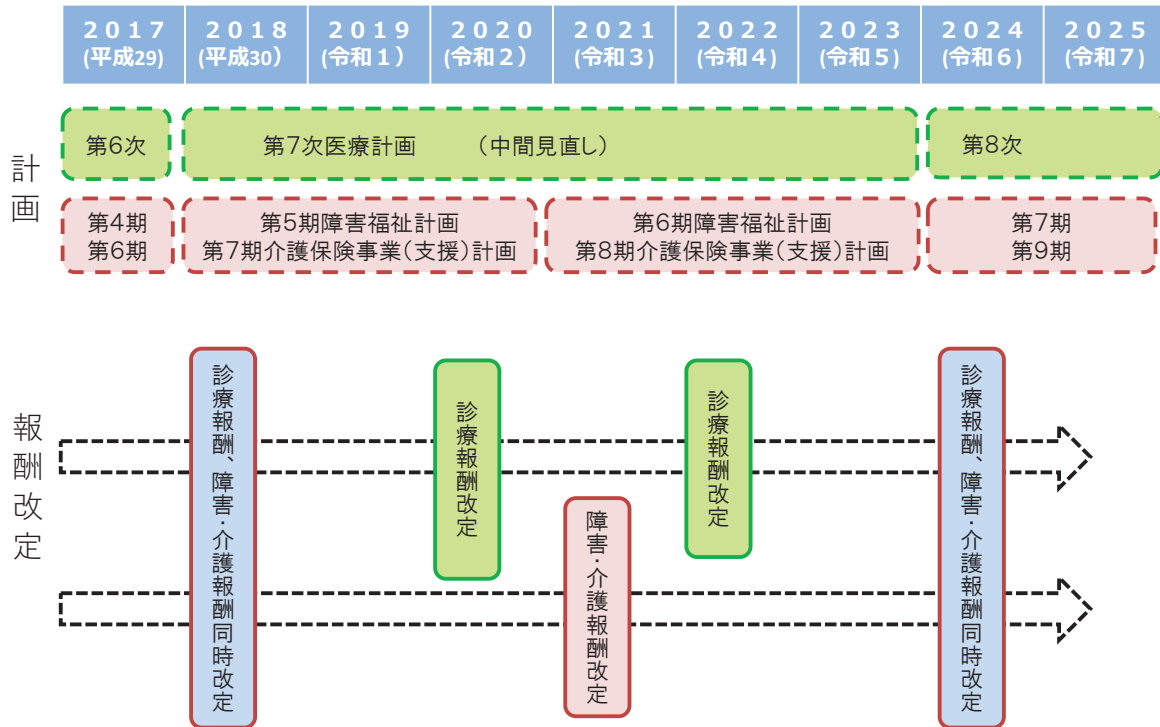 2017 2018 2019 2020 2021 2022 2023 2024 2025
(平成29) (平成30) (令和1) (令和2) (令和3) (令和4) (令和5) (令和6) (令和7)
計画
第6次 第7次医療計画 (中間見直し) 第8次
第4期 第5期障害福祉計画 第6期障害福祉計画 第7期
第6期 第7期介護保険事業(支援)計画 第8期介護保険事業(支援)計画 第9期
報酬改定
診療報酬、障害・介護報酬同時改定
診療報酬改定
障害・介護報酬改定
診療報酬改定
診療報酬、障害・介護報酬同時改定